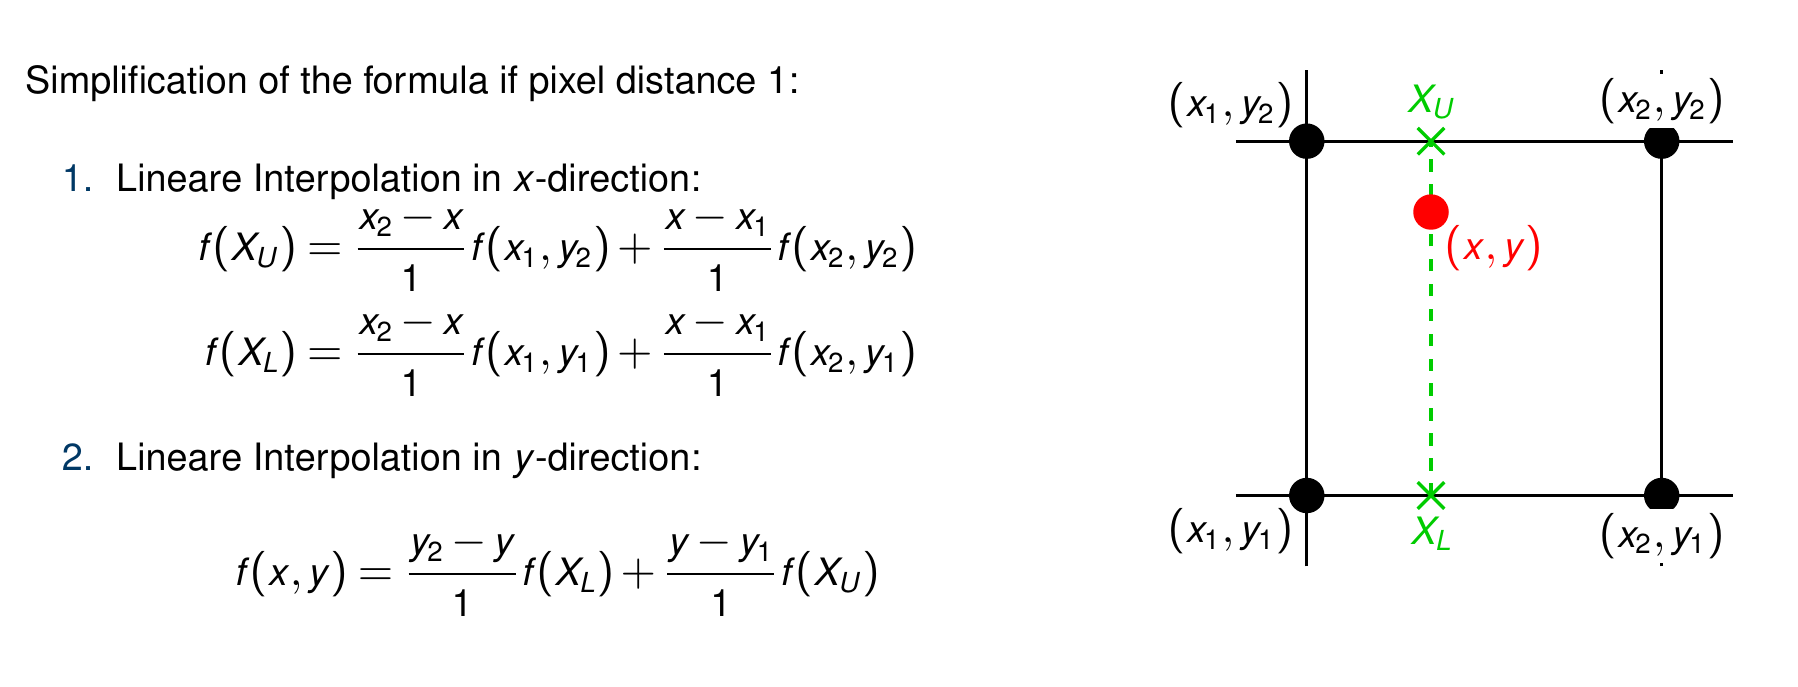 Simplification of the formula if pixel distance 1:
1. Lineare Interpolation in x-direction:
f(X_U) = \frac{x_2 − x}{1} f(x_1, y_2) + \frac{x − x_1}{1} f(x_2, y_2)
f(X_L) = \frac{x_2 − x}{1} f(x_1, y_1) + \frac{x − x_1}{1} f(x_2, y_1)
2. Lineare Interpolation in y-direction:
f(x, y) = \frac{y_2 − y}{1} f(X_L) + \frac{y − y_1}{1} f(X_U)
(x_1, y_2)
X_U
(x_2, y_2)
(x, y)
(x_1, y_1)
X_L
(x_2, y_1)